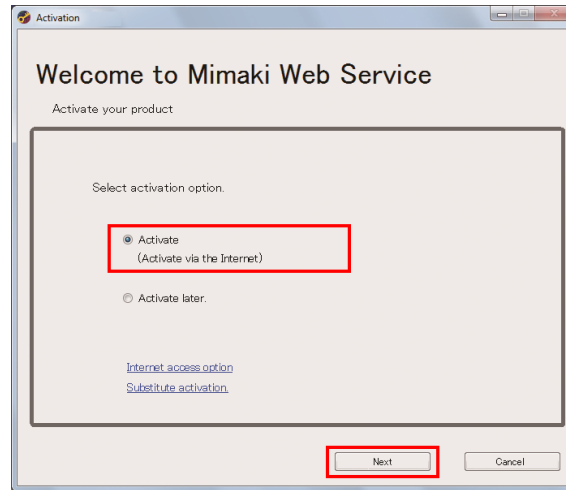 Activation
Welcome to Mimaki Web Service
Activate your product
Select activation option.
Activate
(Activate via the Internet)
Activate later.
Internet access option
Substitute activation.
Next
Cancel